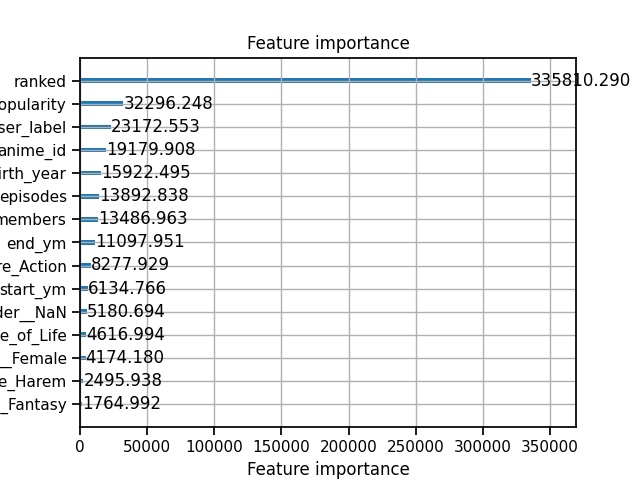 Feature importance
ranked 335810.290
opularity 32296.248
ser_label 23172.553
anime_id 19179.908
irth_year 15922.495
episodes 13892.838
members 13486.963
end_ym 11097.951
re_Action 8277.929
start_ym 6134.766
der__NaN 5180.694
e_of_Life 4616.994
__Female 4174.180
e_Harem 2495.938
_Fantasy 1764.992
0 50000 100000 150000 200000 250000 300000 350000
Feature importance